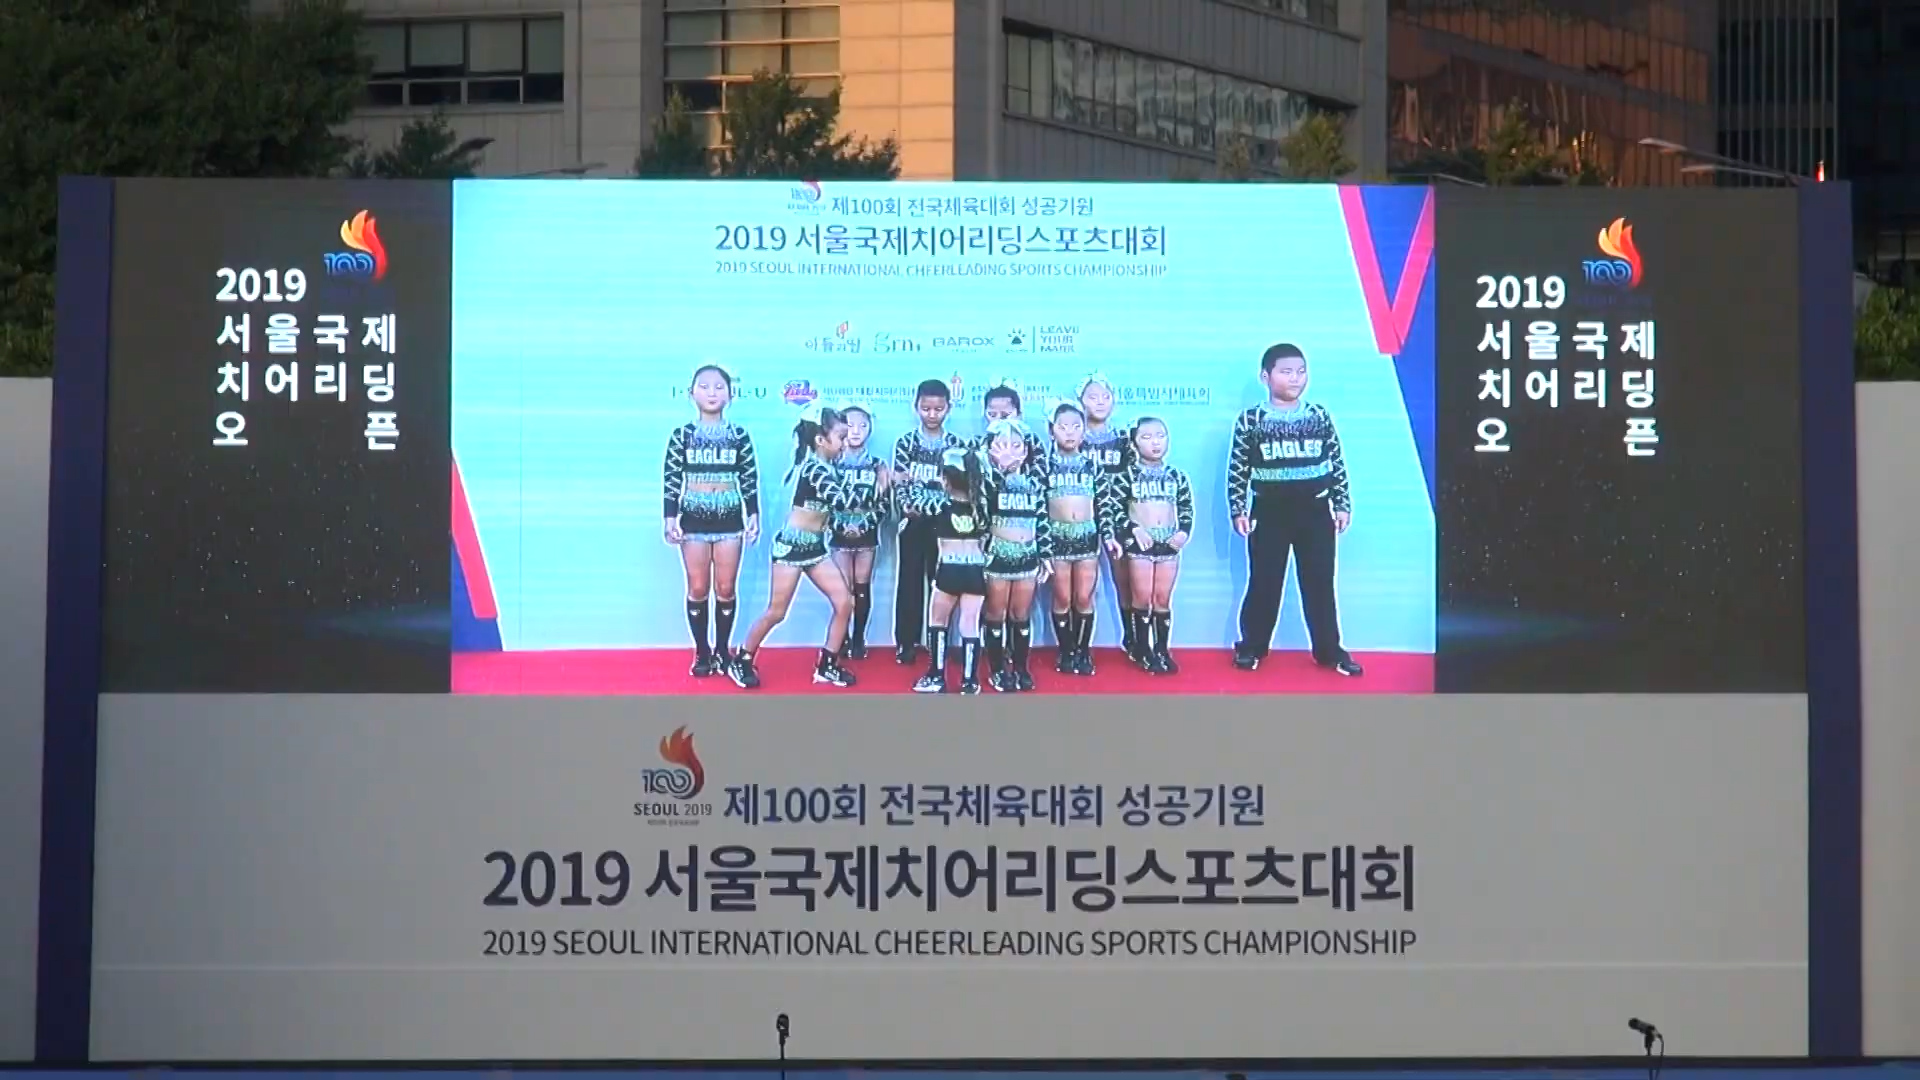 2019
서울국제
치어리딩
오픈
제100회 전국체육대회 성공기원
2019 서울국제치어리딩스포츠대회
2019 SEOUL INTERNATIONAL CHEERLEADING SPORTS CHAMPIONSHIP
BAROX
LEAVE
YOUR
MARK
EAGLES
EAGLES
EAGLES
2019
서울국제
치어리딩
오픈
100
SEOUL 2019
제100회 전국체육대회 성공기원
2019 서울국제치어리딩스포츠대회
2019 SEOUL INTERNATIONAL CHEERLEADING SPORTS CHAMPIONSHIP